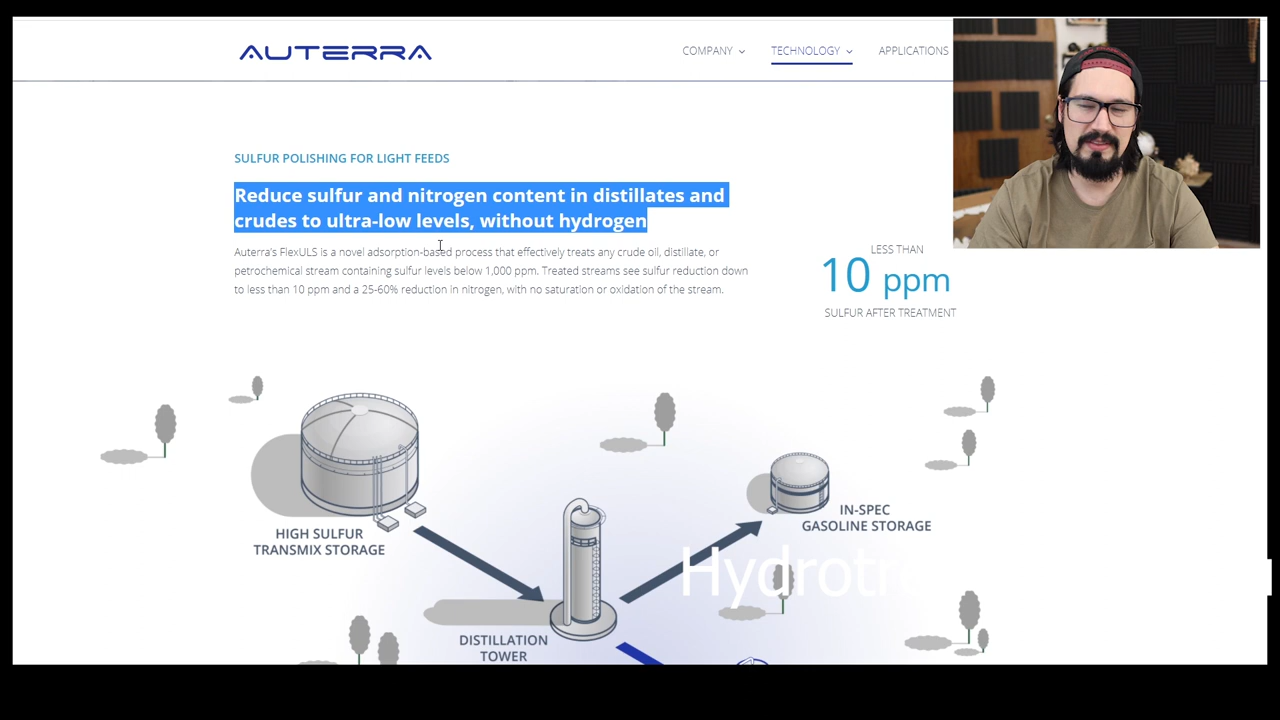 AUTERRA
COMPANY
TECHNOLOGY
APPLICATIONS
SULFUR POLISHING FOR LIGHT FEEDS
Reduce sulfur and nitrogen content in distillates and
crudes to ultra-low levels, without hydrogen
Auterra's FlexULS is a novel adsorption-based process that effectively treats any crude oil, distillate, or
petrochemical stream containing sulfur levels below 1,000 ppm. Treated streams see sulfur reduction down
to less than 10 ppm and a 25-60% reduction in nitrogen, with no saturation or oxidation of the stream.
LESS THAN
10 ppm
SULFUR AFTER TREATMENT
HIGH SULFUR
TRANSMIX STORAGE
IN-SPEC
GASOLINE STORAGE
DISTILLATION
TOWER